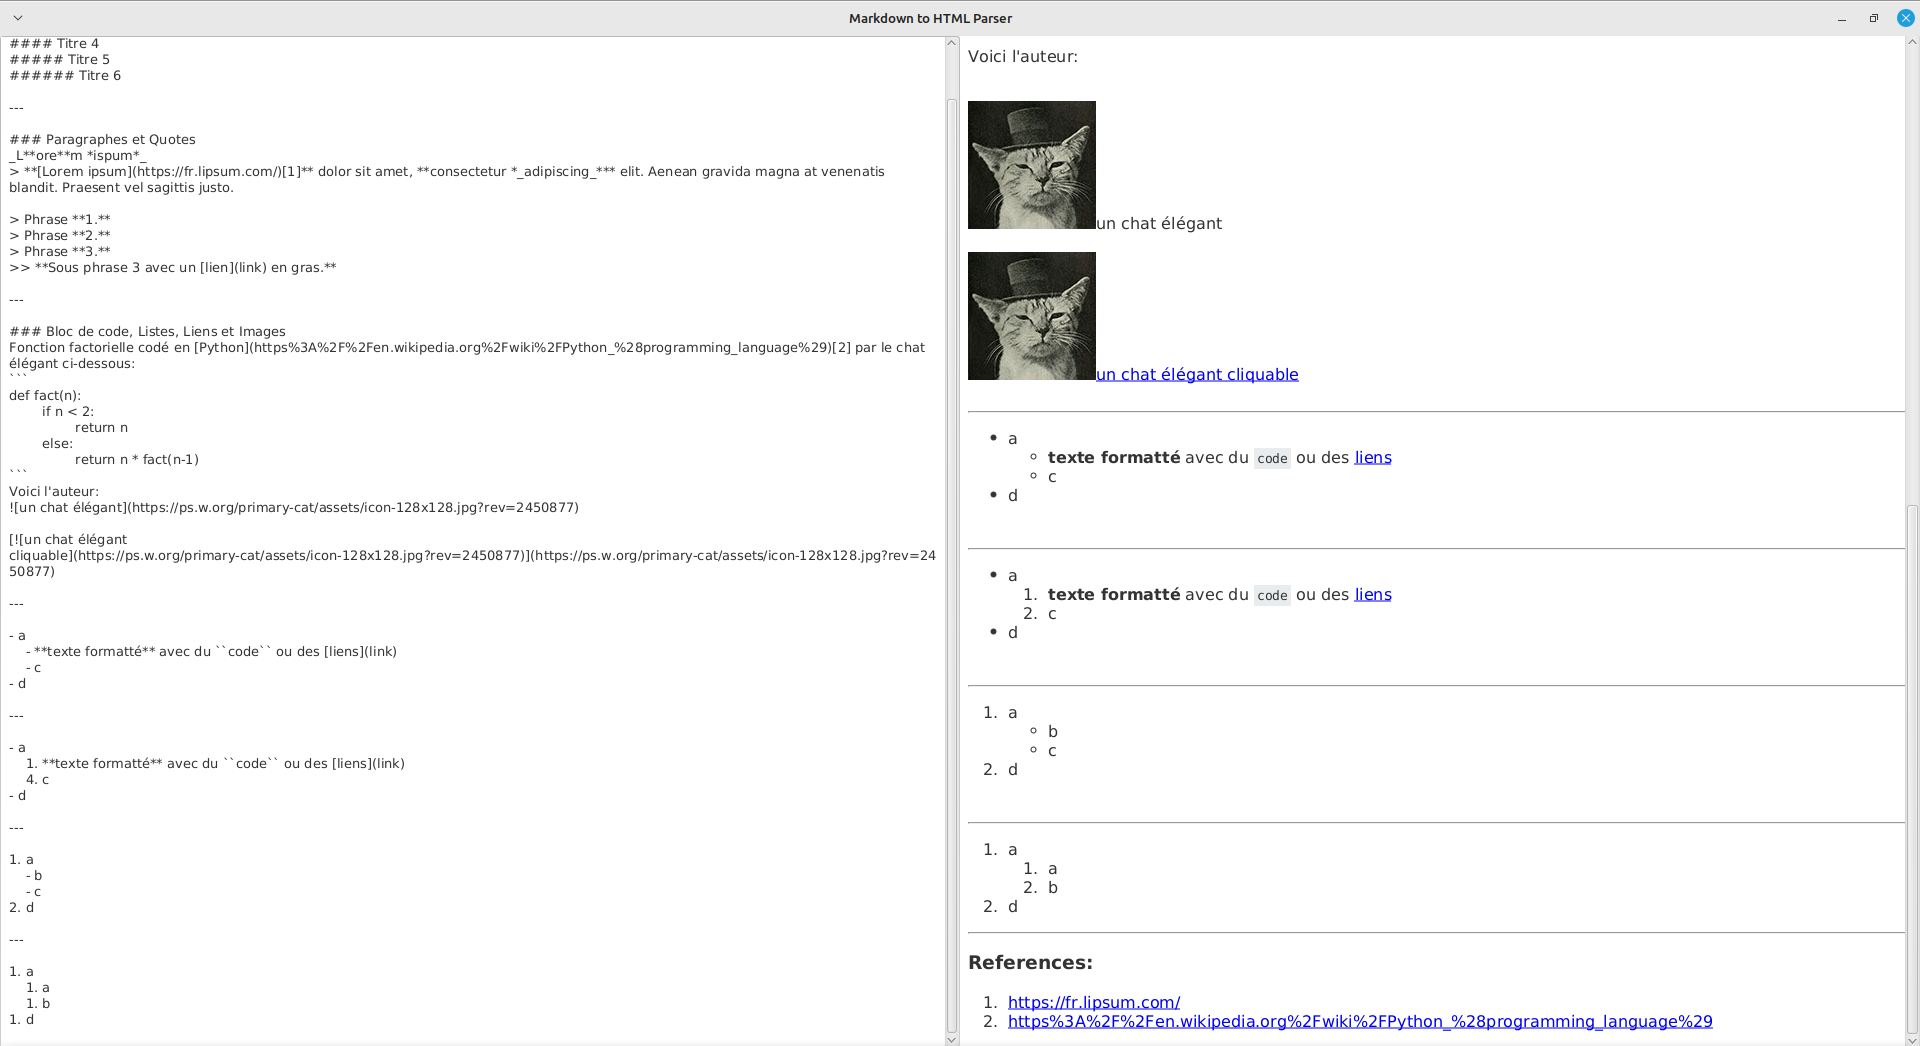 Markdown to HTML Parser
#### Titre 4
##### Titre 5
###### Titre 6
---
### Paragraphes et Quotes
_L**ore**m *ispum*_
> **[Lorem ipsum](https://fr.lipsum.com/)[1]** dolor sit amet, **consectetur *_adipiscing_*** elit. Aenean gravida magna at venenatis
blandit. Praesent vel sagittis justo.
> Phrase **1.**
> Phrase **2.**
> Phrase **3.**
>> **Sous phrase 3 avec un [lien](link) en gras.**
---
### Bloc de code, Listes, Liens et Images
Fonction factorielle codé en [Python](https%3A%2F%2Fen.wikipedia.org%2Fwiki%2FPython_%28programming_language%29)[2] par le chat
élégant ci-dessous:
```
def fact(n):
if n < 2:
return n
else:
return n * fact(n-1)
```
Voici l'auteur:
![un chat élégant](https://ps.w.org/primary-cat/assets/icon-128x128.jpg?rev=2450877)
[![un chat élégant
cliquable](https://ps.w.org/primary-cat/assets/icon-128x128.jpg?rev=2450877)](https://ps.w.org/primary-cat/assets/icon-128x128.jpg?rev=24
50877)
---
- a
- **texte formatté** avec du ``code`` ou des [liens](link)
- c
- d
---
- a
1. **texte formatté** avec du ``code`` ou des [liens](link)
4. c
- d
---
1. a
- b
- c
2. d
---
1. a
1. a
1. b
1. d
Voici l'auteur:
un chat élégant
un chat élégant cliquable
• a
◦ texte formatté avec du code ou des liens
◦ c
• d
• a
1. texte formatté avec du code ou des liens
2. c
• d
1. a
◦ b
◦ c
2. d
1. a
1. a
2. b
2. d
References:
1. https://fr.lipsum.com/
2. https%3A%2F%2Fen.wikipedia.org%2Fwiki%2FPython_%28programming_language%29